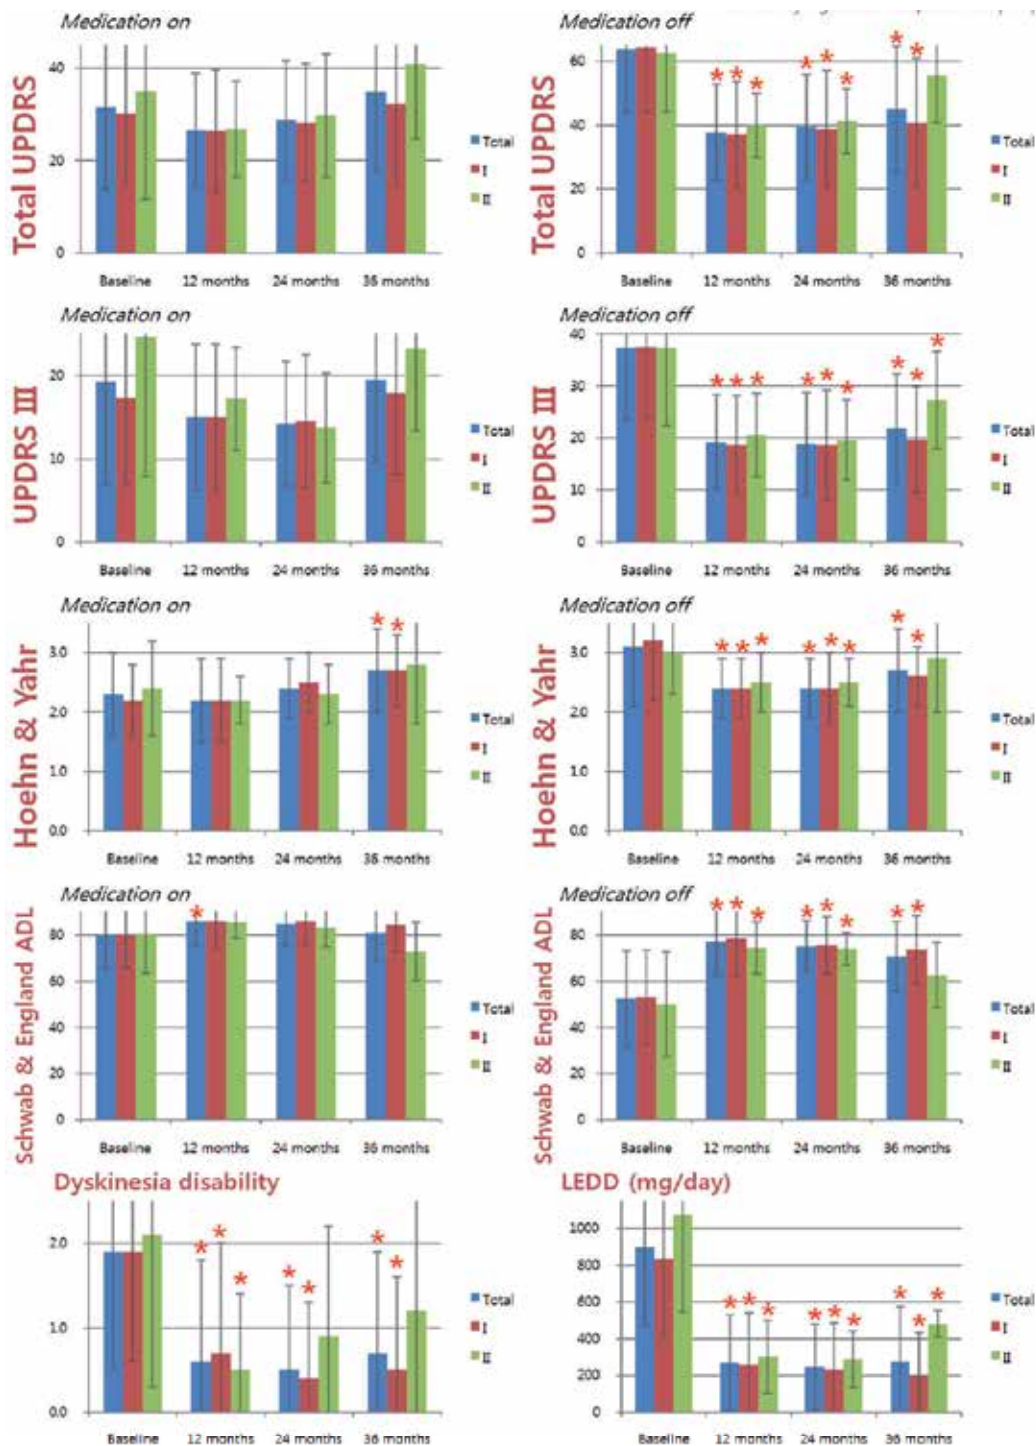 Medication on
Total UPDRS
40
20
0
Baseline 12 months 24 months 36 months
Total
I
II
Medication off
Total UPDRS
60
40
20
0
Baseline 12 months 24 months 36 months
Total
I
II
Medication on
UPDRS III
20
10
0
Baseline 12 months 24 months 36 months
Total
I
II
Medication off
UPDRS III
40
30
20
10
0
Baseline 12 months 24 months 36 months
Total
I
II
Medication on
Hoehn & Yahr
3.0
2.0
1.0
0.0
Baseline 12 months 24 months 36 months
Total
I
II
Medication off
Hoehn & Yahr
3.0
2.0
1.0
0.0
Baseline 12 months 24 months 36 months
Total
I
II
Medication on
Schwab & England ADL
80
60
40
20
0
Baseline 12 months 24 months 36 months
Total
I
II
Medication off
Schwab & England ADL
80
60
40
20
0
Baseline 12 months 24 months 36 months
Total
I
II
Dyskinesia disability
2.0
1.0
0.0
Baseline 12 months 24 months 36 months
Total
I
II
LEDD (mg/day)
1000
800
600
400
200
0
Baseline 12 months 24 months 36 months
Total
I
II